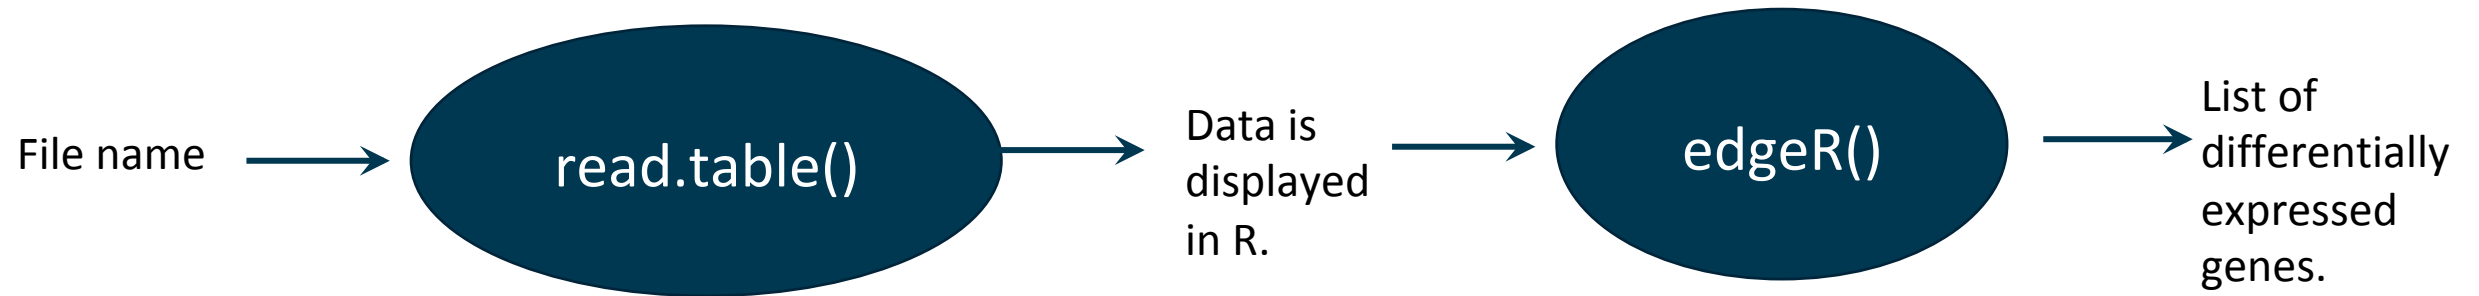 File name
read.table()
Data is
displayed
in R.
edgeR()
List of
differentially
expressed
genes.